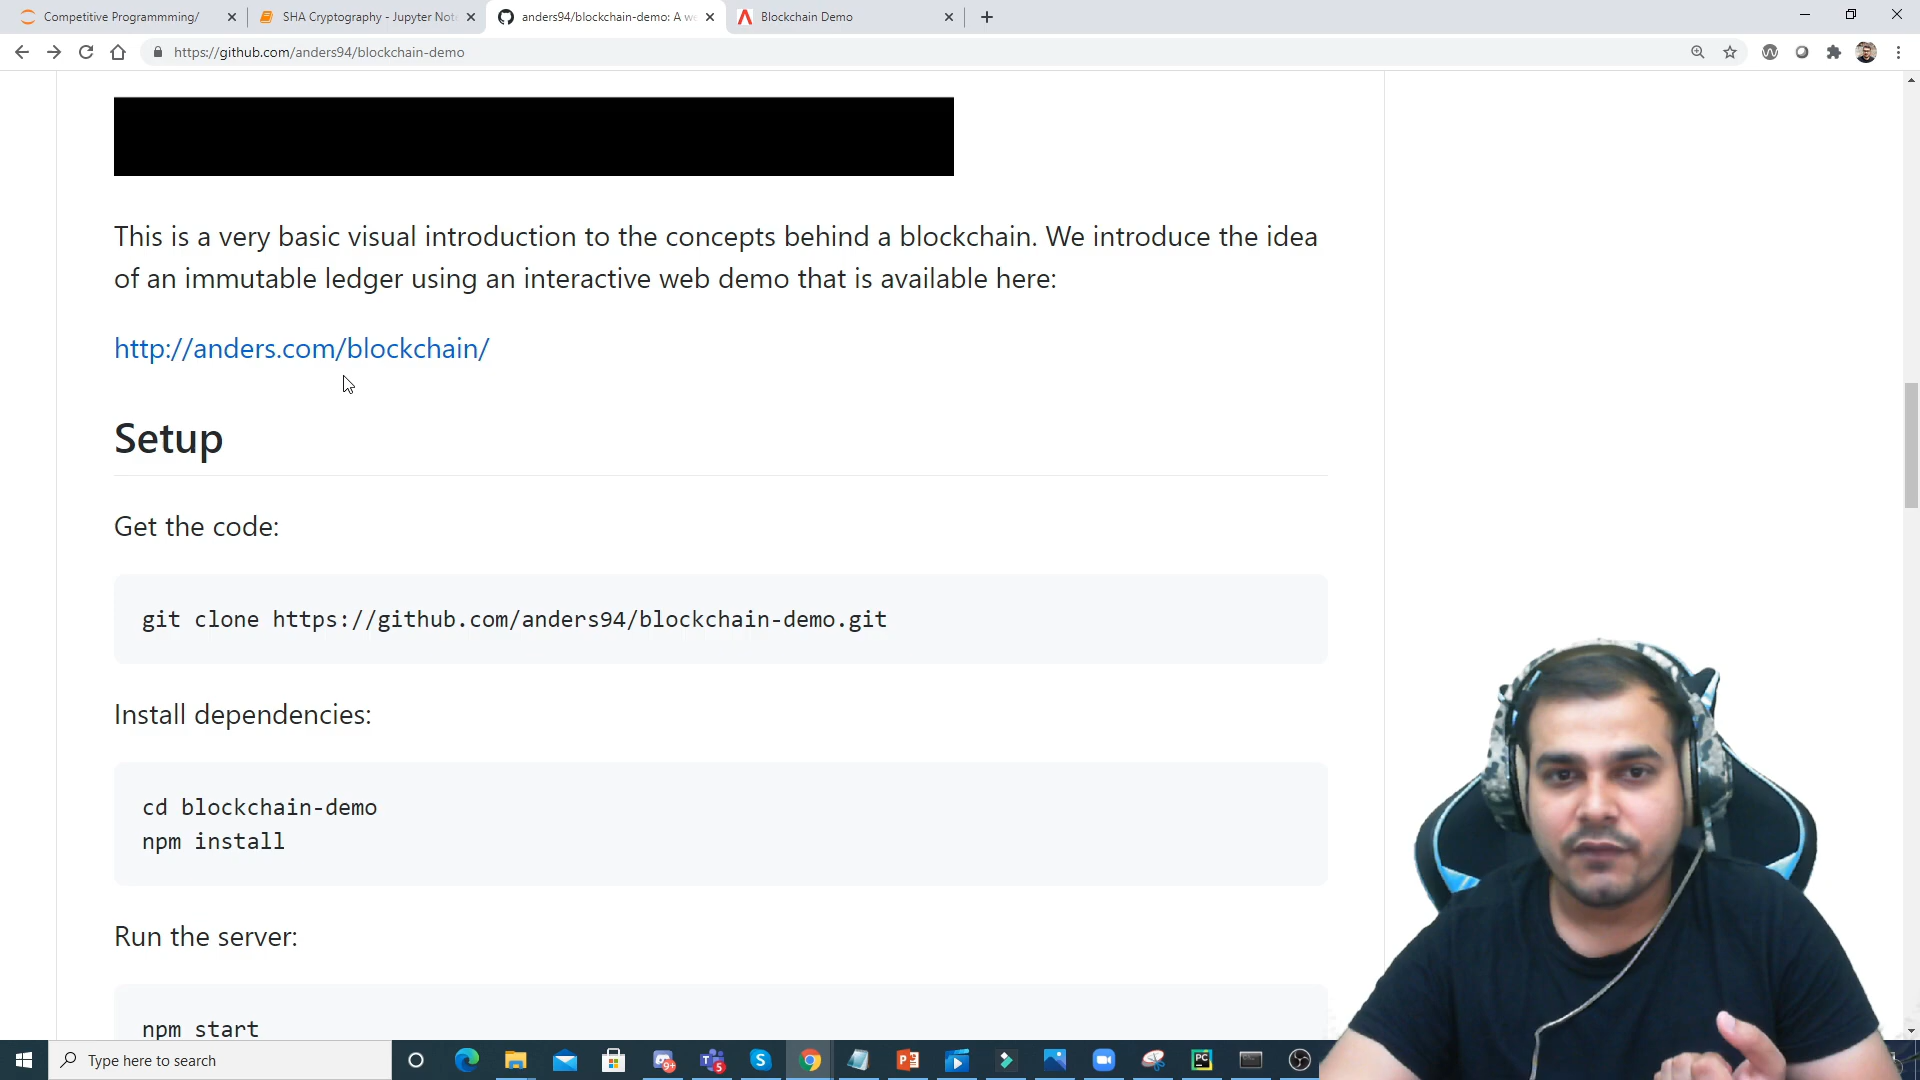 Competitive Programmming/
SHA Cryptography - Jupyter Not
anders94/blockchain-demo: A w
Blockchain Demo
https://github.com/anders94/blockchain-demo
This is a very basic visual introduction to the concepts behind a blockchain. We introduce the idea
of an immutable ledger using an interactive web demo that is available here:
http://anders.com/blockchain/
Setup
Get the code:
git clone https://github.com/anders94/blockchain-demo.git
Install dependencies:
cd blockchain-demo
npm install
Run the server:
npm start
Type here to search